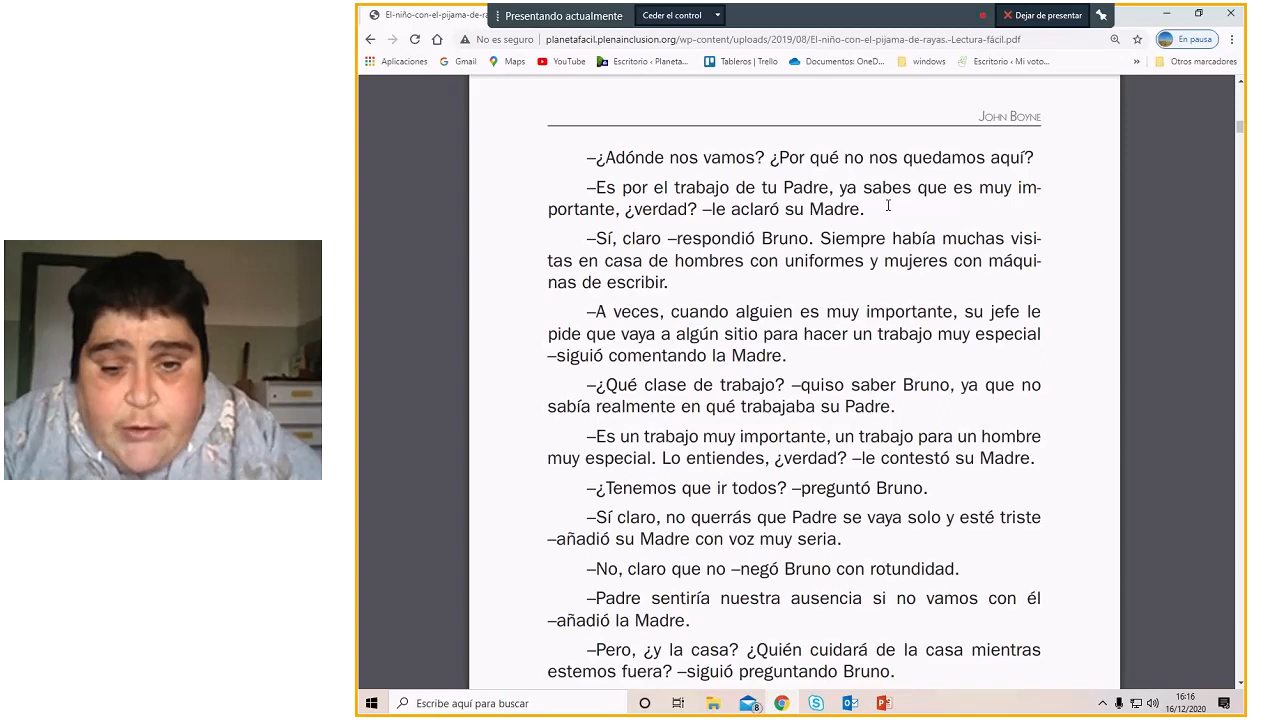 El-niño-con-el-pijama-de-ra
Presentando actualmente
Ceder el control
Dejar de presentar
No es seguro
planetafacil.plenainclusion.org/wp-content/uploads/2019/08/El-niño-con-el-pijama-de-rayas.-Lectura-fácil.pdf
En pausa
Aplicaciones
Gmail
Maps
YouTube
Escritorio ‹ Planeta...
Tableros | Trello
Documentos: OneD...
windows
Escritorio ‹ Mi voto...
»
Otros marcadores
JOHN BOYNE
–¿Adónde nos vamos? ¿Por qué no nos quedamos aquí?
–Es por el trabajo de tu Padre, ya sabes que es muy im-
portante, ¿verdad? –le aclaró su Madre.
–Sí, claro –respondió Bruno. Siempre había muchas visi-
tas en casa de hombres con uniformes y mujeres con máqui-
nas de escribir.
–A veces, cuando alguien es muy importante, su jefe le
pide que vaya a algún sitio para hacer un trabajo muy especial
–siguió comentando la Madre.
–¿Qué clase de trabajo? –quiso saber Bruno, ya que no
sabía realmente en qué trabajaba su Padre.
–Es un trabajo muy importante, un trabajo para un hombre
muy especial. Lo entiendes, ¿verdad? –le contestó su Madre.
–¿Tenemos que ir todos? –preguntó Bruno.
–Sí claro, no querrás que Padre se vaya solo y esté triste
–añadió su Madre con voz muy seria.
–No, claro que no –negó Bruno con rotundidad.
–Padre sentiría nuestra ausencia si no vamos con él
–añadió la Madre.
–Pero, ¿y la casa? ¿Quién cuidará de la casa mientras
estemos fuera? –siguió preguntando Bruno.
Escribe aquí para buscar
8
16:16
16/12/2020